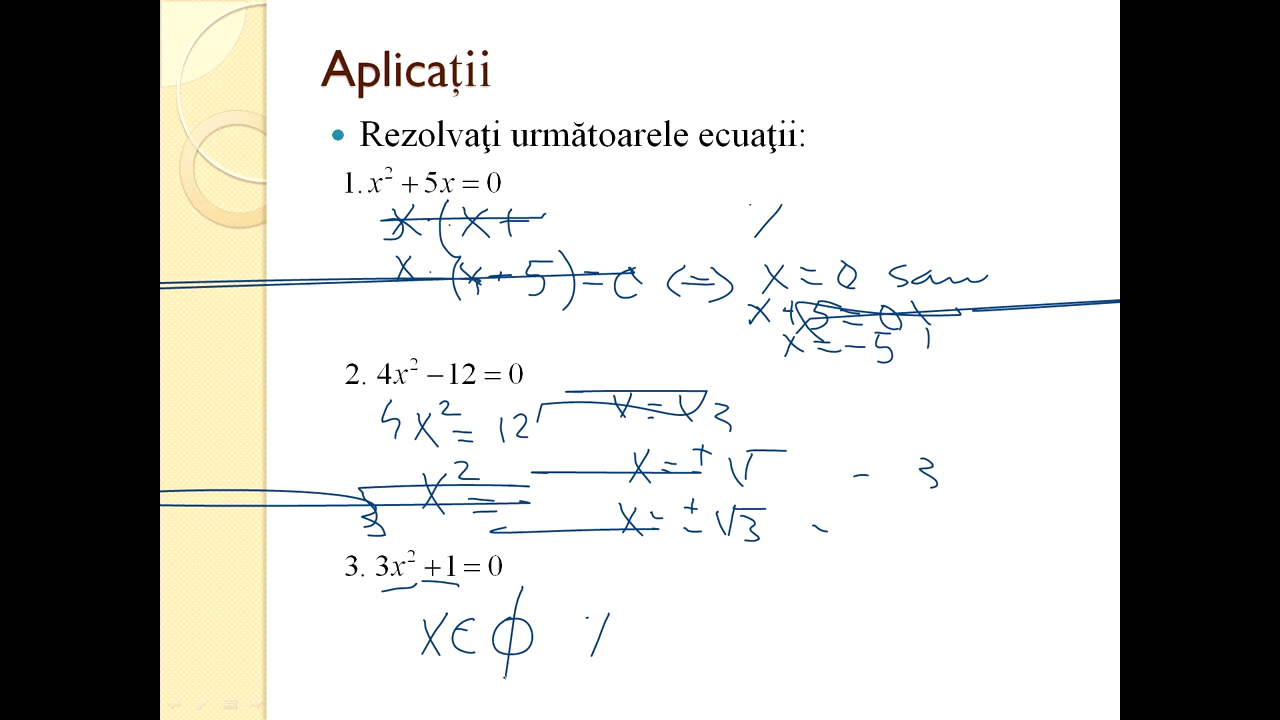 Aplicații
• Rezolvaţi următoarele ecuaţii:
1. x² + 5x = 0
x · (x +
x · (x + 5) = 0 (=) x = 0 sau
x + 5 = 0
x = -5
2. 4x² − 12 = 0
4x² = 12
x² =
3
x = ± √
- 3
x = ± √3
3. 3x² + 1 = 0
x ∈ ϕ